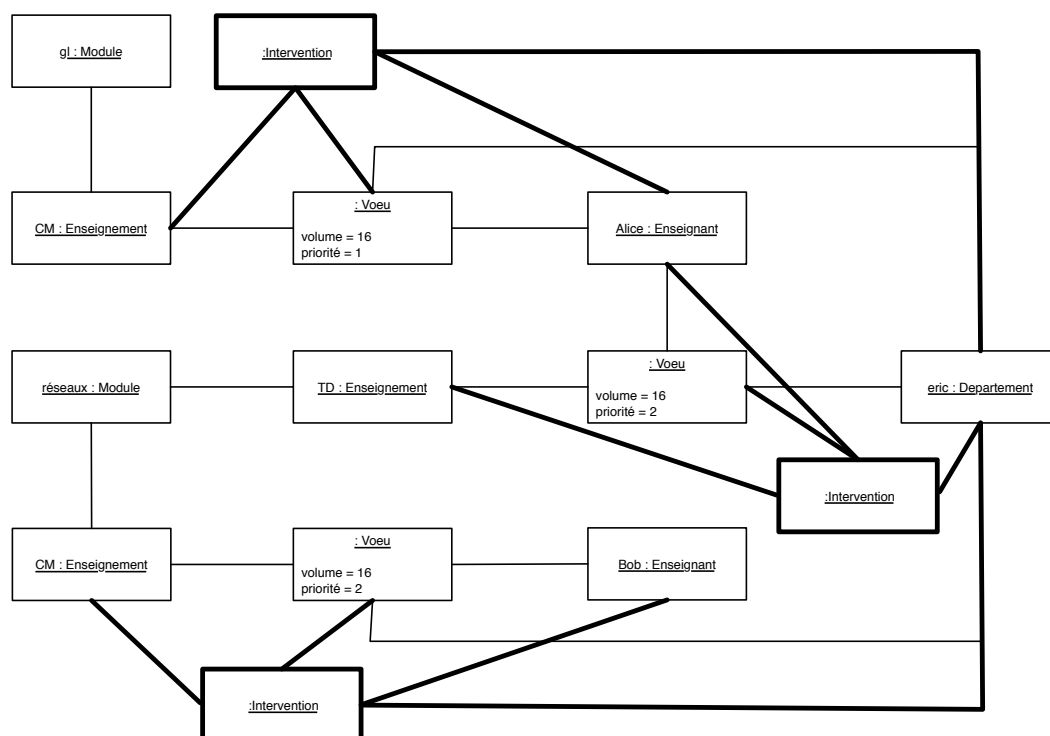 gl : Module
:Intervention
CM : Enseignement
: Voeu
volume = 16
priorité = 1
Alice : Enseignant
réseaux : Module
TD : Enseignement
: Voeu
volume = 16
priorité = 2
eric : Departement
:Intervention
CM : Enseignement
: Voeu
volume = 16
priorité = 2
Bob : Enseignant
:Intervention